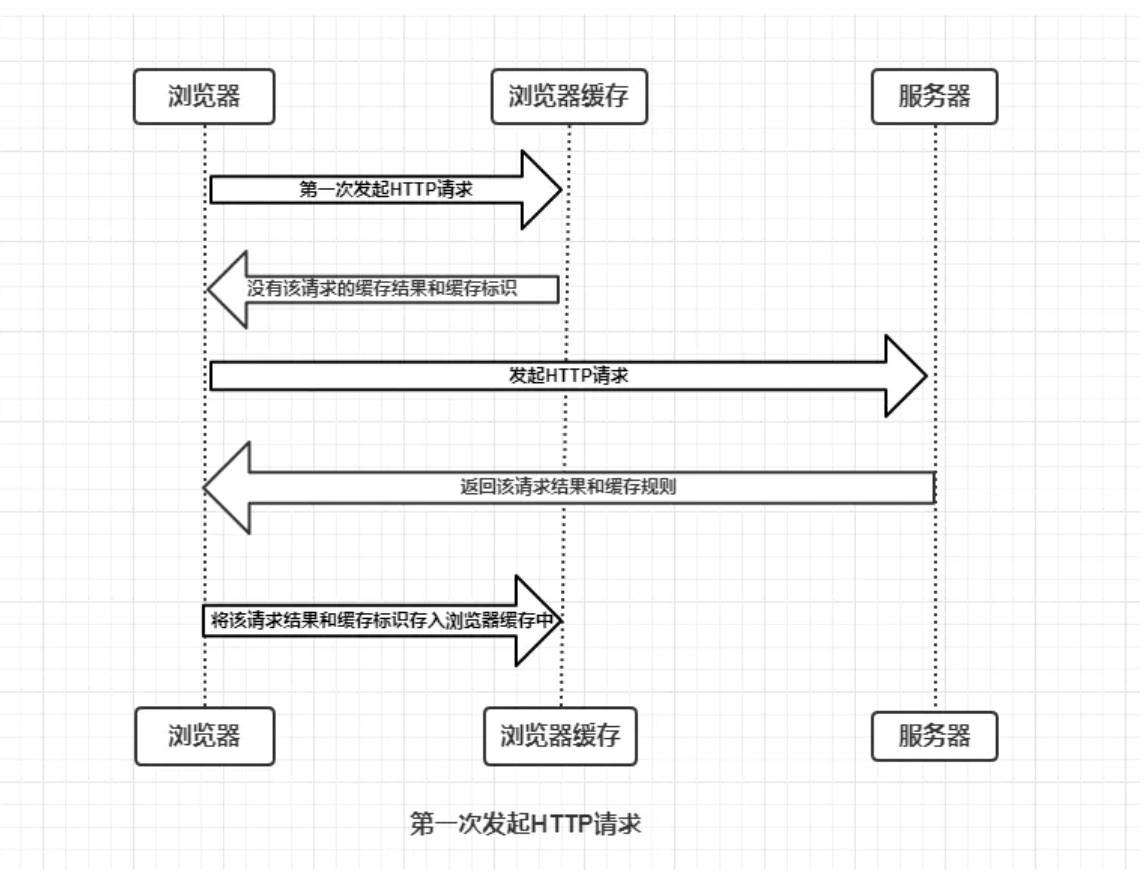 浏览器
浏览器缓存
服务器
第一次发起HTTP请求
没有该请求的缓存结果和缓存标识
发起HTTP请求
返回该请求结果和缓存规则
将该请求结果和缓存标识存入浏览器缓存中
浏览器
浏览器缓存
服务器
第一次发起HTTP请求